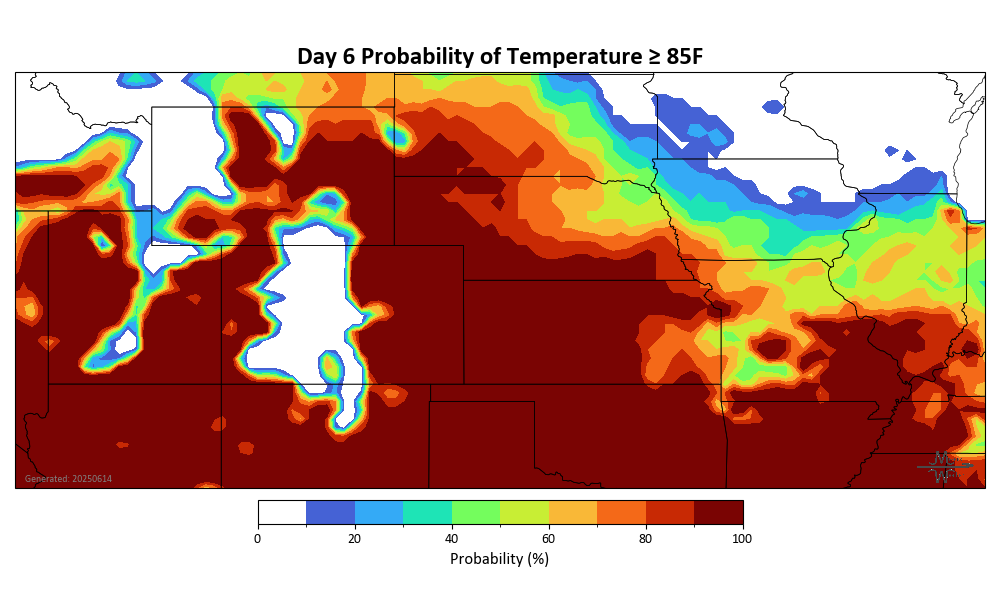 Day 6 Probability of Temperature ≥ 85F
Generated: 20250614
M
W
0 20 40 60 80 100
Probability (%)